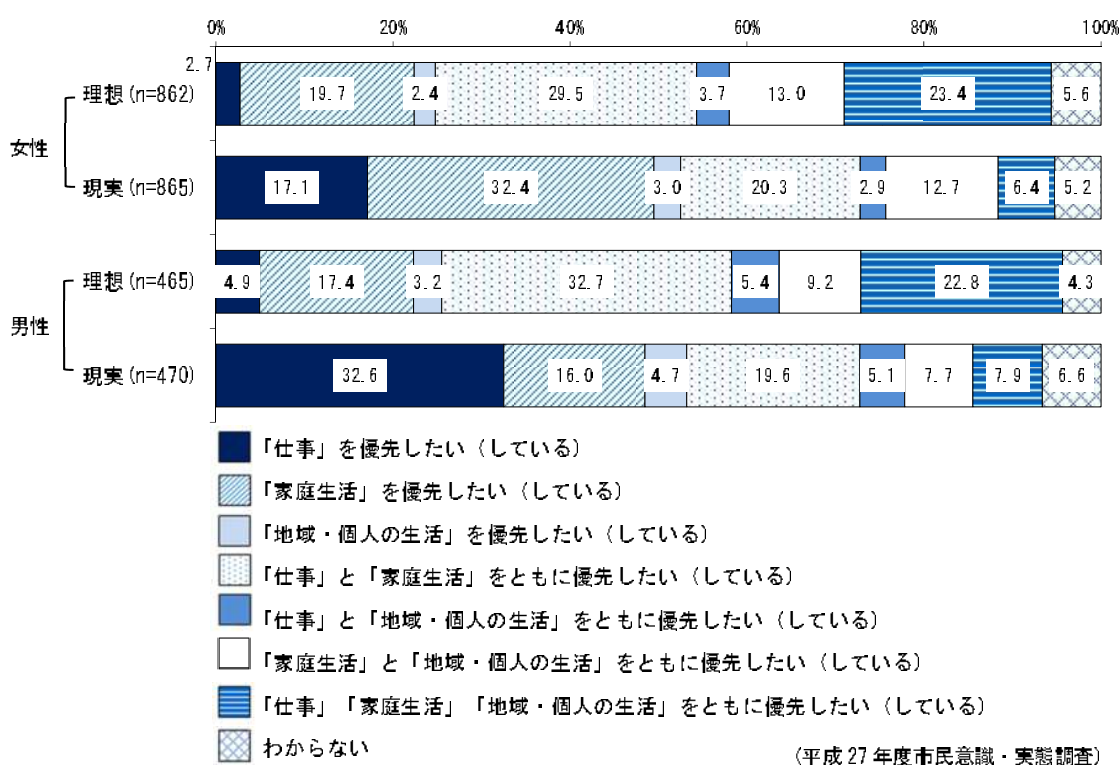 0% 20% 40% 60% 80% 100%
2.7
理想(n=862) 19.7 2.4 29.5 3.7 13.0 23.4 5.6
女性
現実(n=865) 17.1 32.4 3.0 20.3 2.9 12.7 6.4 5.2
理想(n=465) 4.9 17.4 3.2 32.7 5.4 9.2 22.8 4.3
男性
現実(n=470) 32.6 16.0 4.7 19.6 5.1 7.7 7.9 6.6
「仕事」を優先したい(している)
「家庭生活」を優先したい(している)
「地域・個人の生活」を優先したい(している)
「仕事」と「家庭生活」をともに優先したい(している)
「仕事」と「地域・個人の生活」をともに優先したい(している)
「家庭生活」と「地域・個人の生活」をともに優先したい(している)
「仕事」「家庭生活」「地域・個人の生活」をともに優先したい(している)
わからない
(平成27年度市民意識・実態調査)